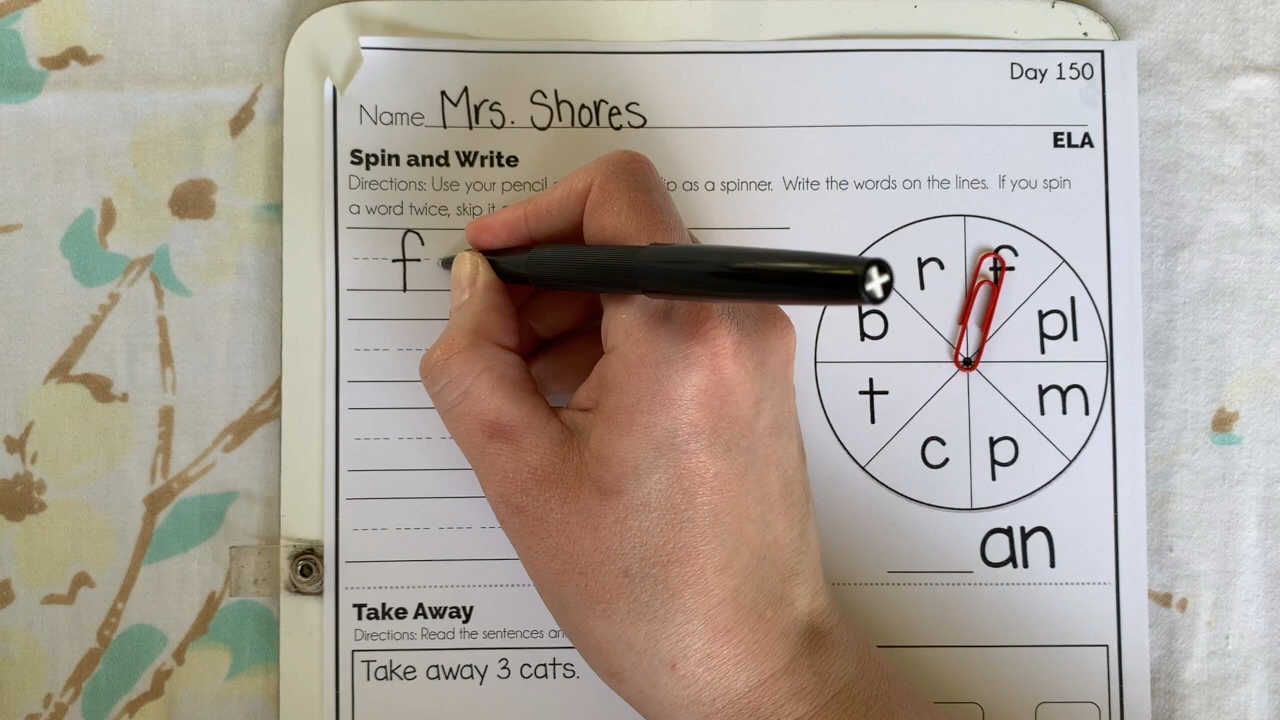 Day 150
Name Mrs. Shores
ELA
Spin and Write
Directions: Use your pencil as a spinner. Write the words on the lines. If you spin
a word twice, skip it
f
r f
b pl
t m
c p
an
Take Away
Directions: Read the sentences
Take away 3 cats.